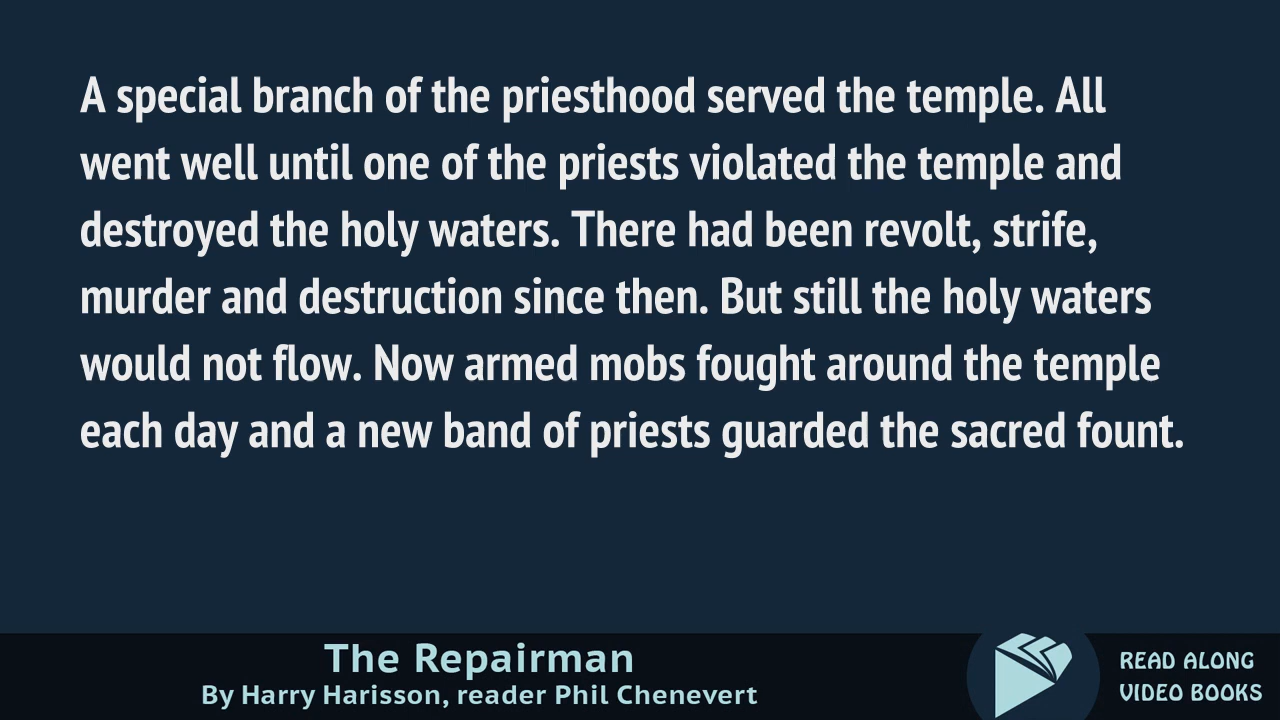 A special branch of the priesthood served the temple. All
went well until one of the priests violated the temple and
destroyed the holy waters. There had been revolt, strife,
murder and destruction since then. But still the holy waters
would not flow. Now armed mobs fought around the temple
each day and a new band of priests guarded the sacred fount.
The Repairman
By Harry Harisson, reader Phil Chenevert
READ ALONG
VIDEO BOOKS